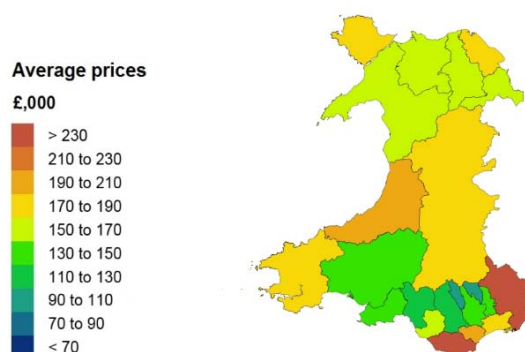 Average prices
£,000
> 230
210 to 230
190 to 210
170 to 190
150 to 170
130 to 150
110 to 130
90 to 110
70 to 90
< 70